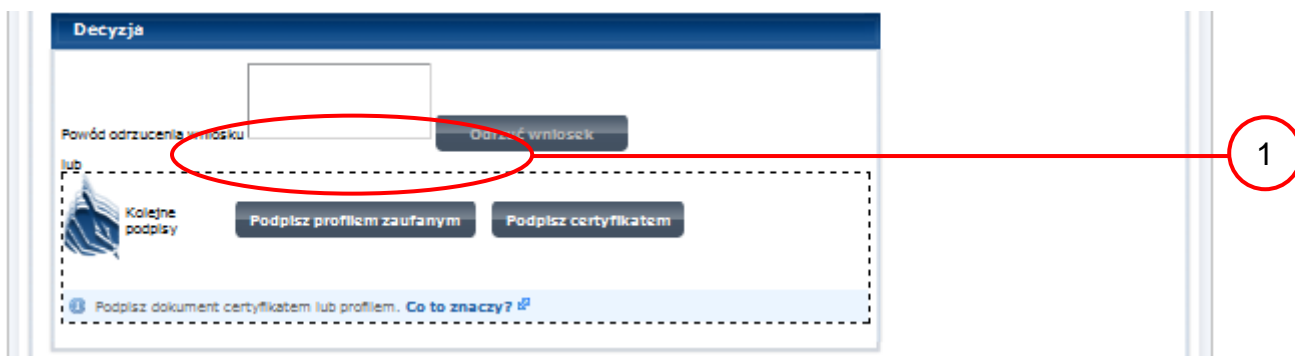 Decyzja
Powód odrzucenia wniosku
Odrzuć wniosek
1
lub
Kolejne
podpisy
Podpisz profilem zaufanym
Podpisz certyfikatem
Podpisz dokument certyfikatem lub profilem. Co to znaczy?